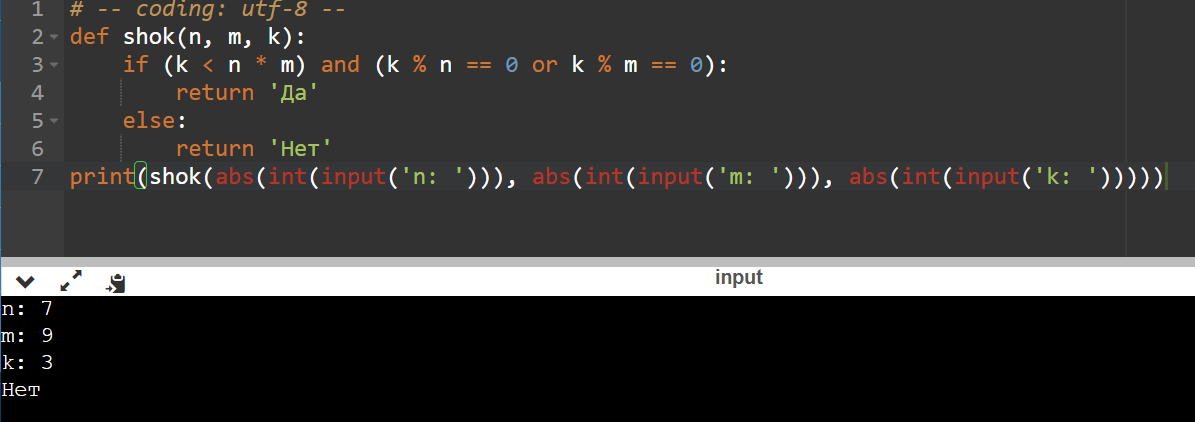 1 # -- coding: utf-8 --
2 def shok(n, m, k):
3 if (k < n * m) and (k % n == 0 or k % m == 0):
4 return 'Да'
5 else:
6 return 'Нет'
7 print(shok(abs(int(input('n: '))), abs(int(input('m: '))), abs(int(input('k: ')))))
input
n: 7
m: 9
k: 3
Нет